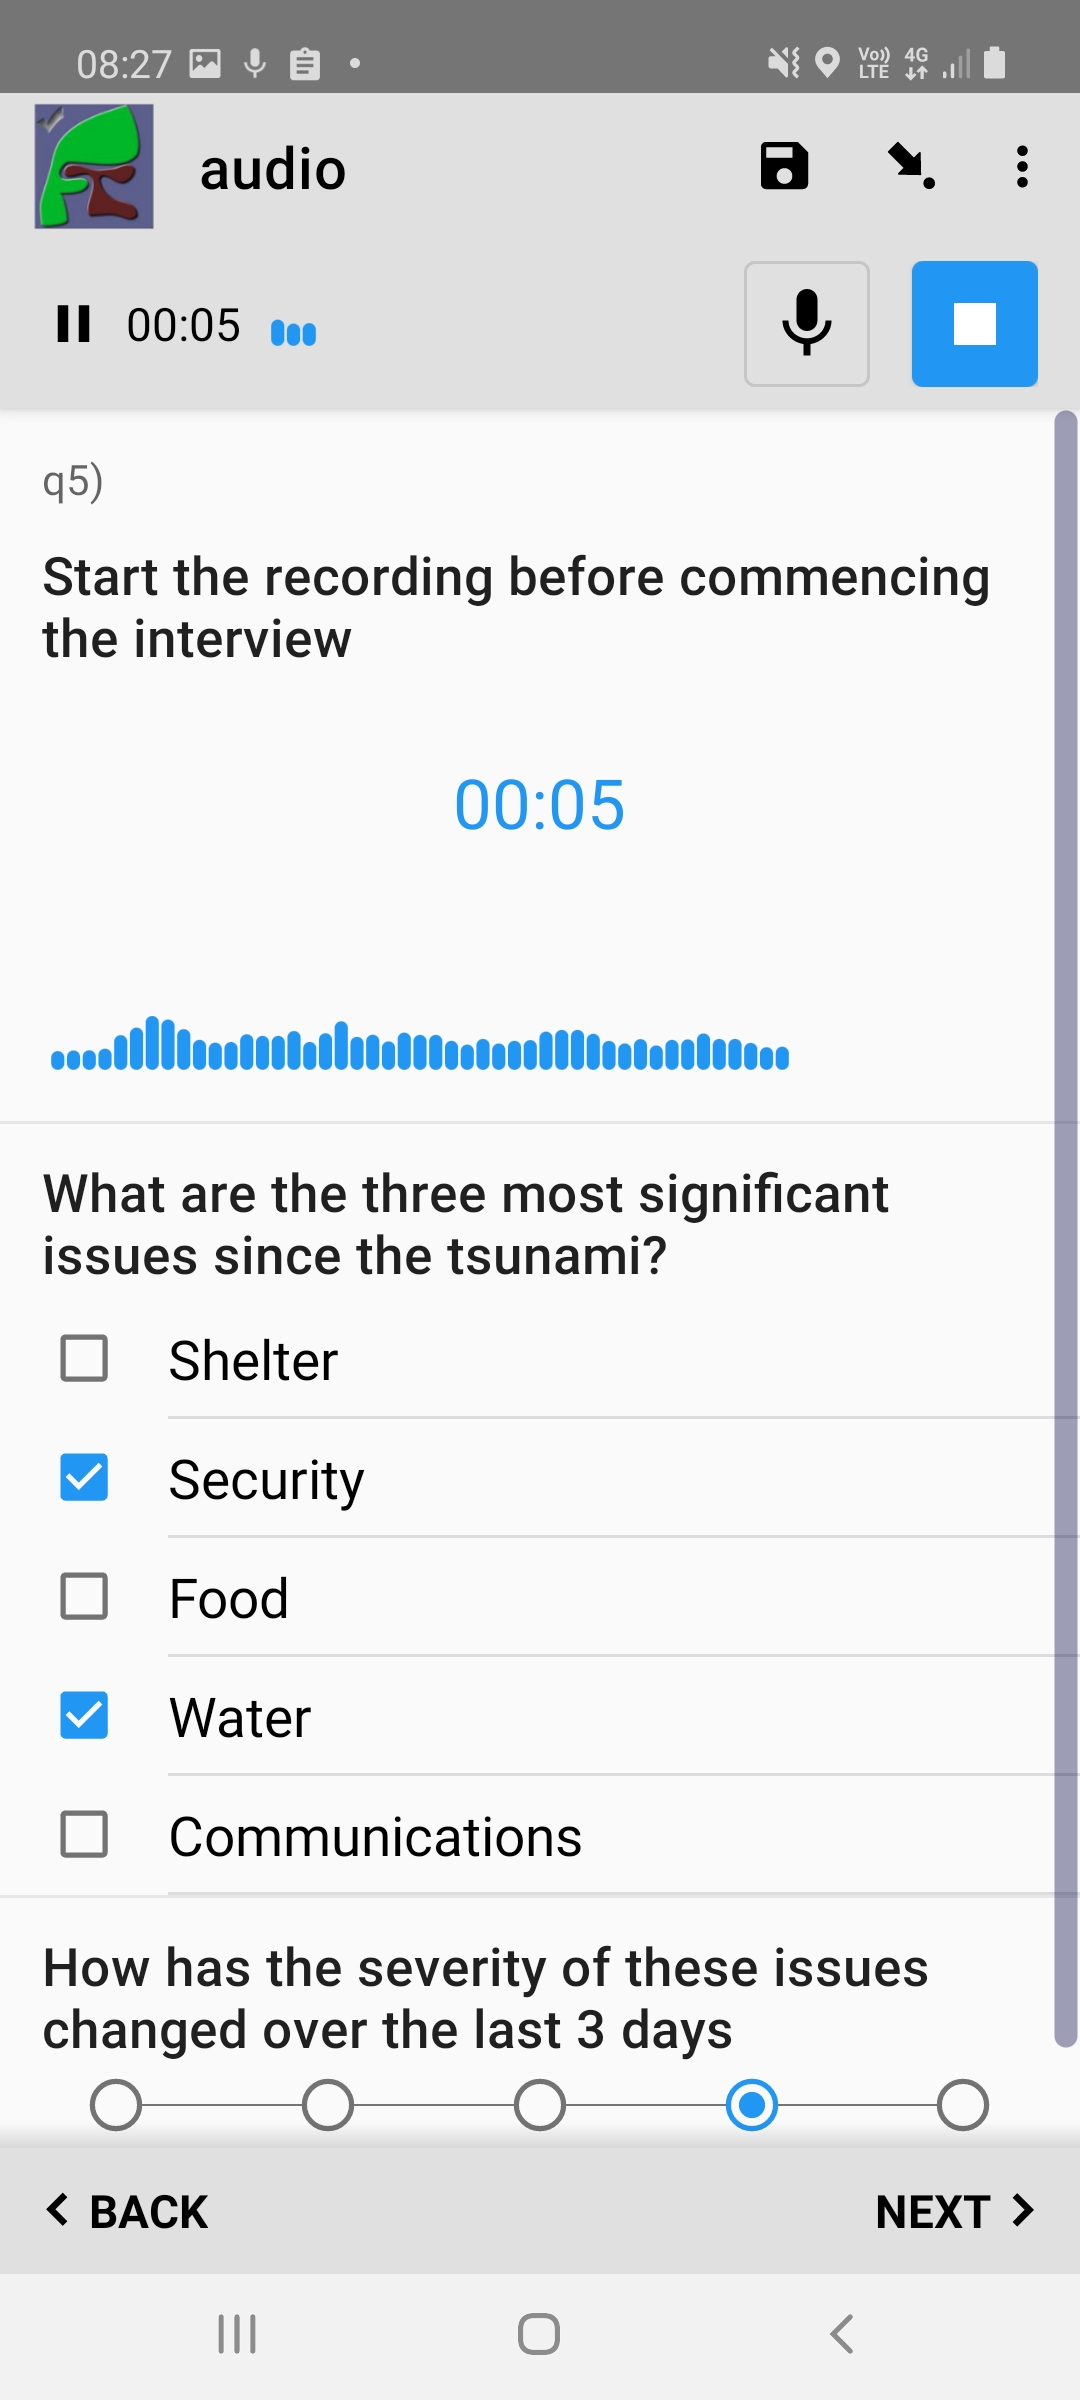 08:27
Vo)) LTE 4G
audio
00:05
q5)
Start the recording before commencing
the interview
00:05
What are the three most significant
issues since the tsunami?
Shelter
Security
Food
Water
Communications
How has the severity of these issues
changed over the last 3 days
BACK NEXT